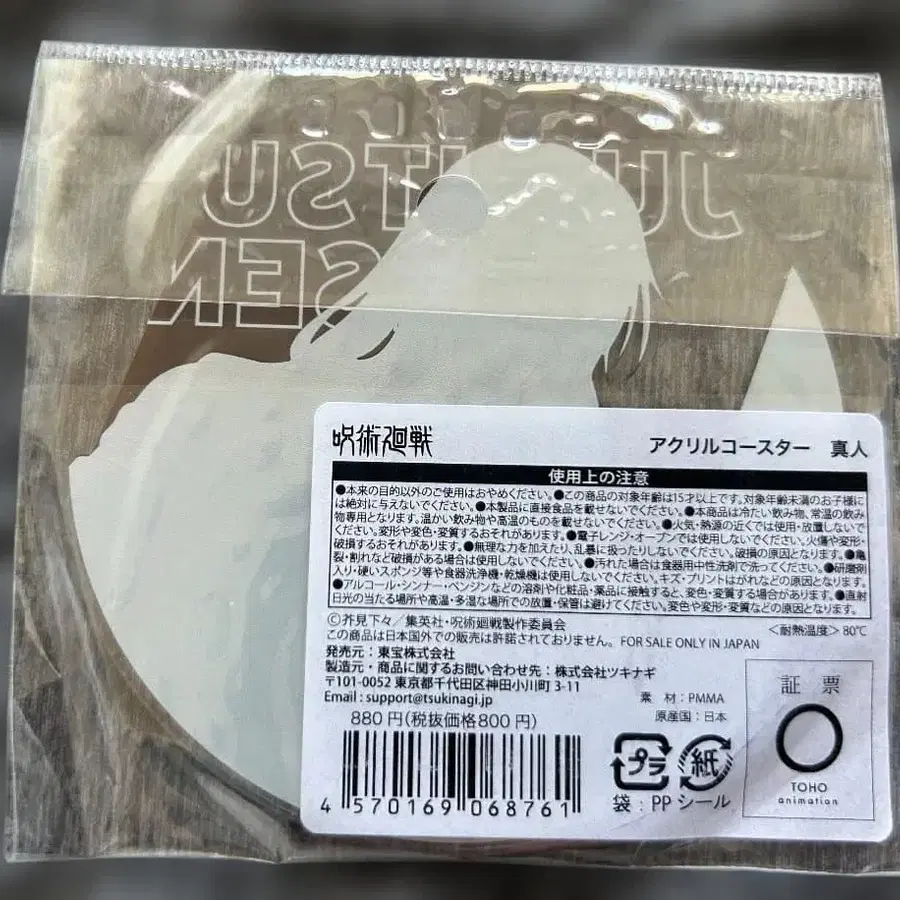 JUJUTSU
KAISEN
呪術廻戦
アクリルコースター 真人
使用上の注意
●本来の目的以外のご使用はおやめください。●この商品の対象年齢は15才以上です。対象年齢未満のお子様に
は絶対に与えないでください。●本製品に直接食品を載せないでください。●本商品は冷たい飲み物、常温の飲み
物専用となります。温かい飲み物や高温のものを載せないでください。●火気・熱源の近くでは使用・放置しないで
ください。変形や変色・変質するおそれがあります。●電子レンジ・オーブンでは使用しないでください。火傷や変形・
破損するおそれがあります。●無理な力を加えたり、乱暴に扱ったりしないでください。破損の原因となります。●亀
裂・割れなど破損がある場合は使用しないでください。●汚れた場合は食器用中性洗剤で洗ってください。●研磨剤
入り・硬いスポンジ等や食器洗浄機・乾燥機は使用しないでください。キズ・プリントはがれなどの原因となります。
●アルコール・シンナー・ベンジンなどの溶剤や化粧品・薬品に接触すると、変色・変質する場合があります。●直射
日光の当たる場所や高温・多湿な場所での放置・保管は避けてください。変色や変形・変質などの原因となります。
©芥見下々／集英社・呪術廻戦製作委員会
＜耐熱温度＞80℃
この商品は日本国外での販売は許諾されておりません。FOR SALE ONLY IN JAPAN
発売元：東宝株式会社
製造元・商品に関するお問い合わせ先：株式会社ツキナギ
〒101-0052 東京都千代田区神田小川町 3-11
Email : support@tsukinagi.jp
880円(税抜価格800円)
素 材：PMMA
原産国：日本
プラ
紙
袋：PP シール
証 票
TOHO
animation
4 570169 068761